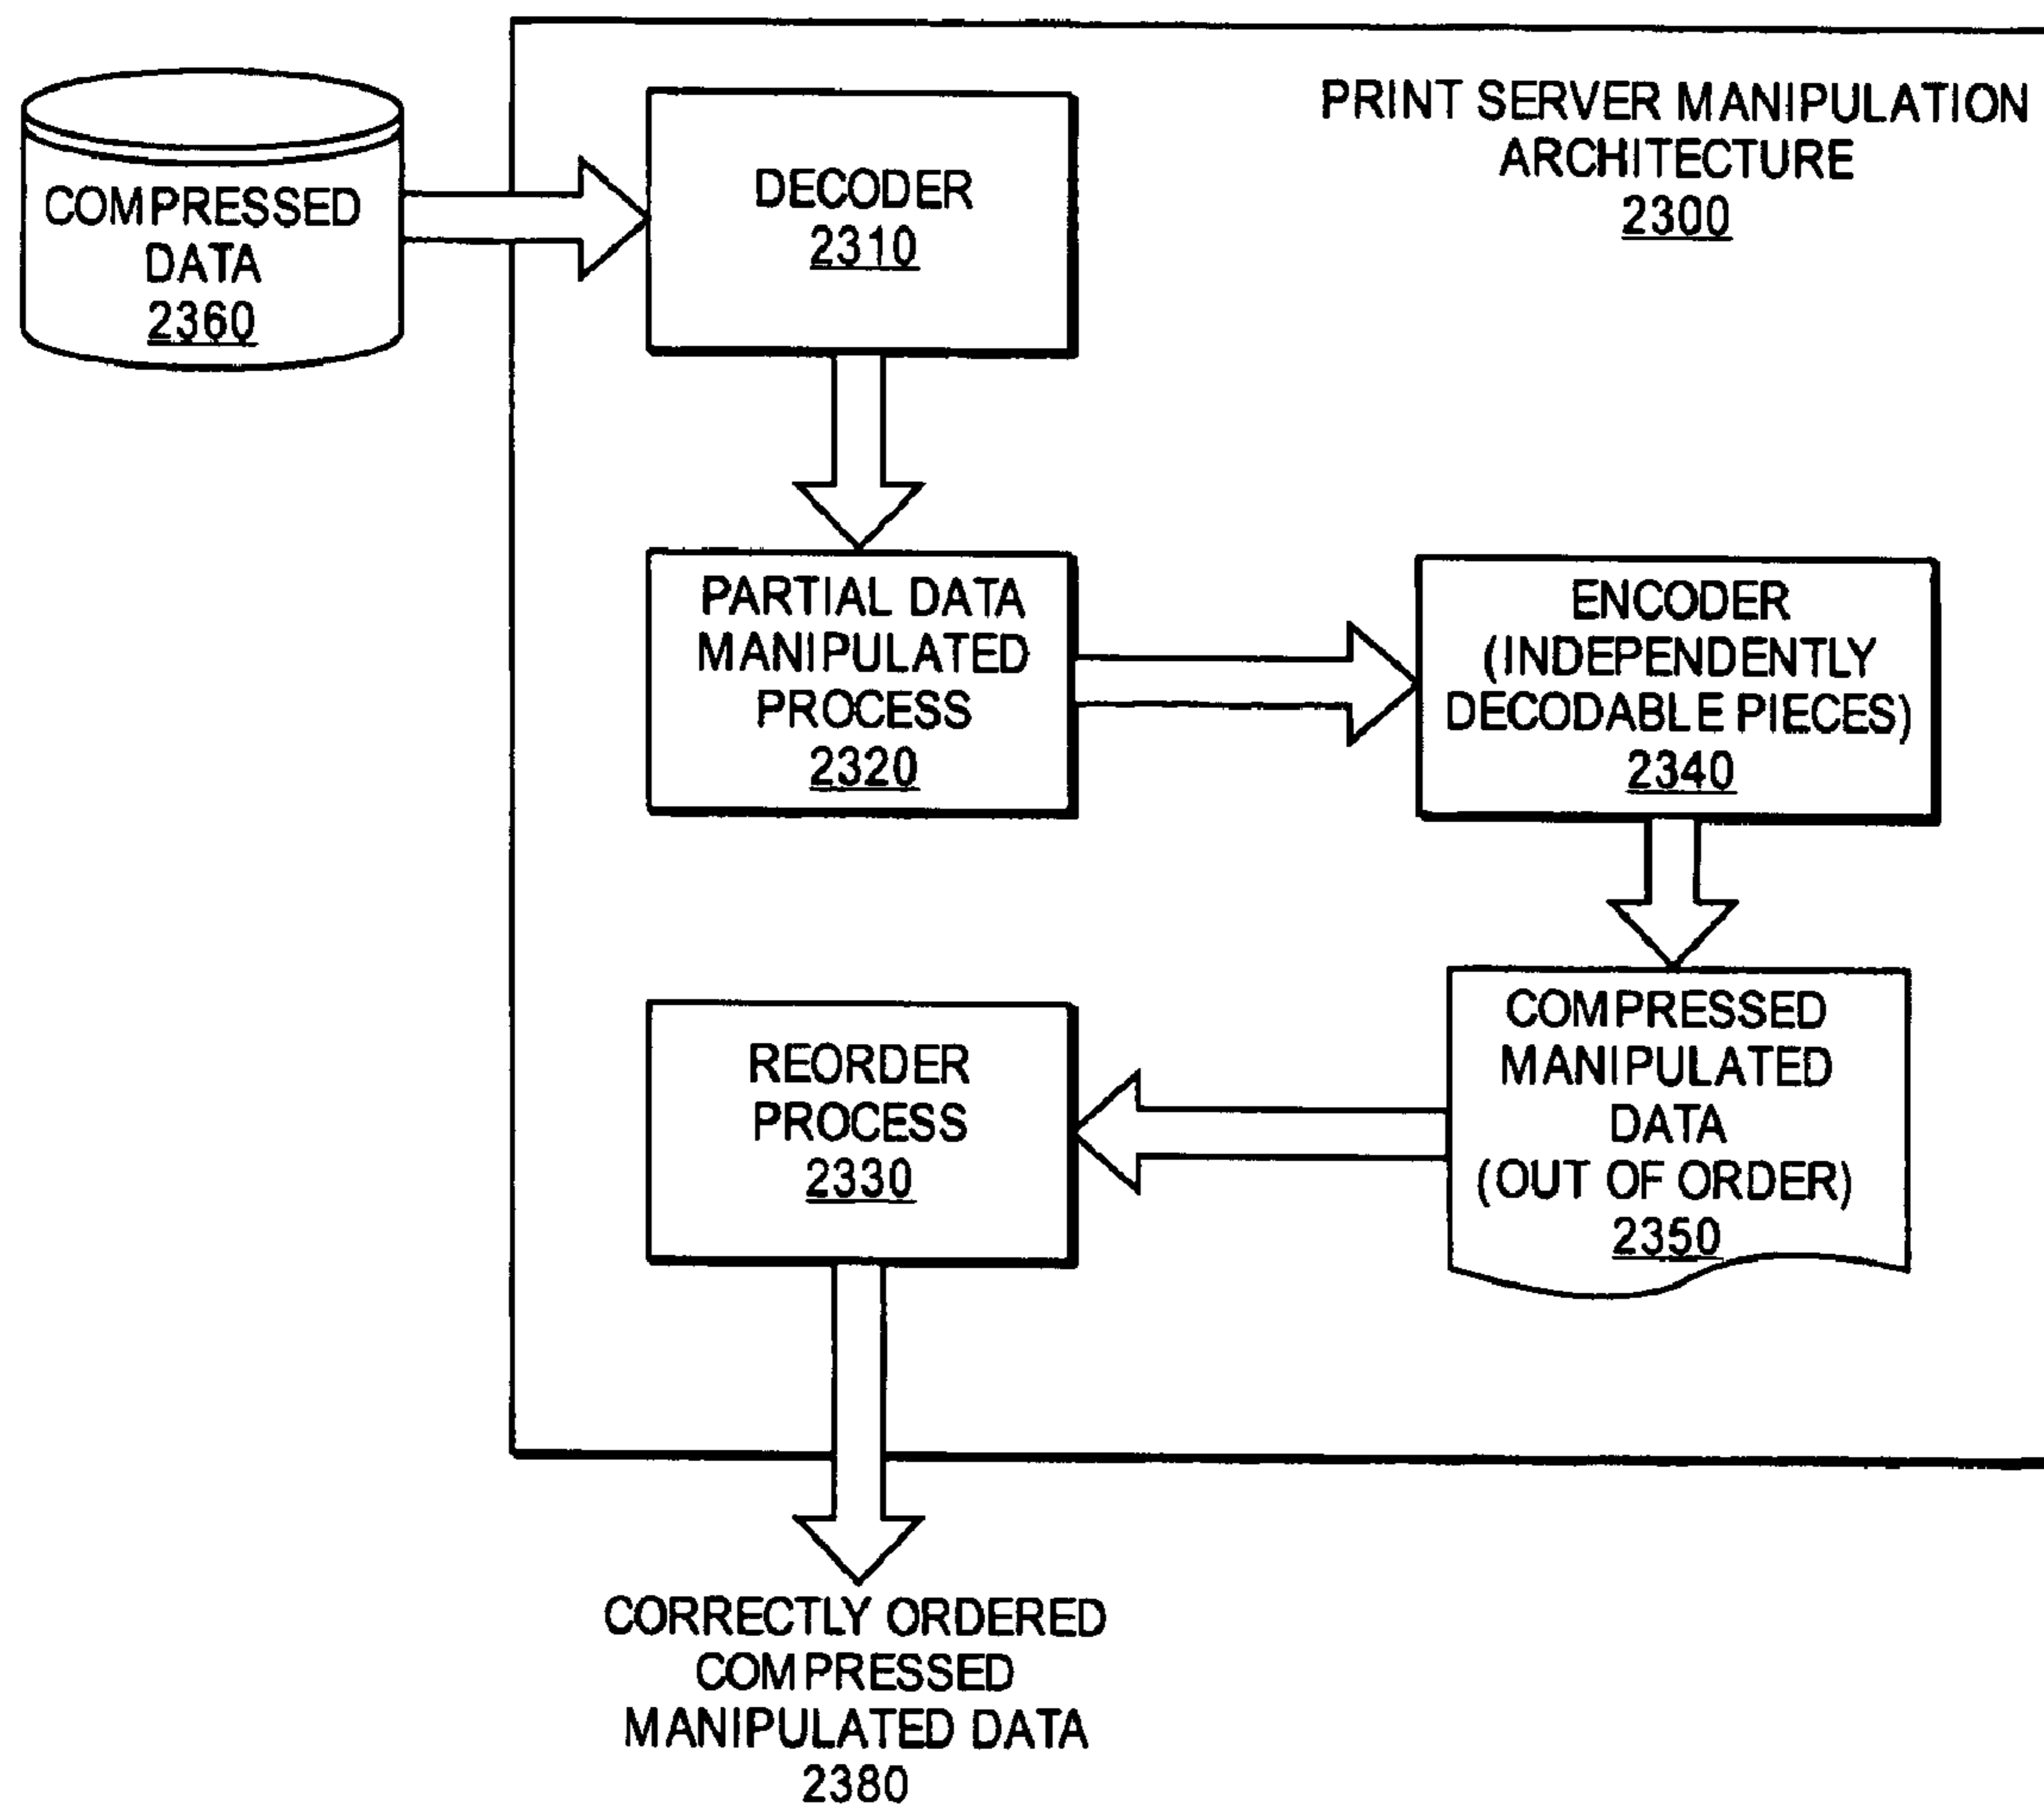 PRINT SERVER MANIPULATION
ARCHITECTURE
2300
COMPRESSED
DATA
2360
DECODER
2310
PARTIAL DATA
MANIPULATED
PROCESS
2320
ENCODER
(INDEPENDENTLY
DECODABLE PIECES)
2340
COMPRESSED
MANIPULATED
DATA
(OUT OF ORDER)
2350
REORDER
PROCESS
2330
CORRECTLY ORDERED
COMPRESSED
MANIPULATED DATA
2380